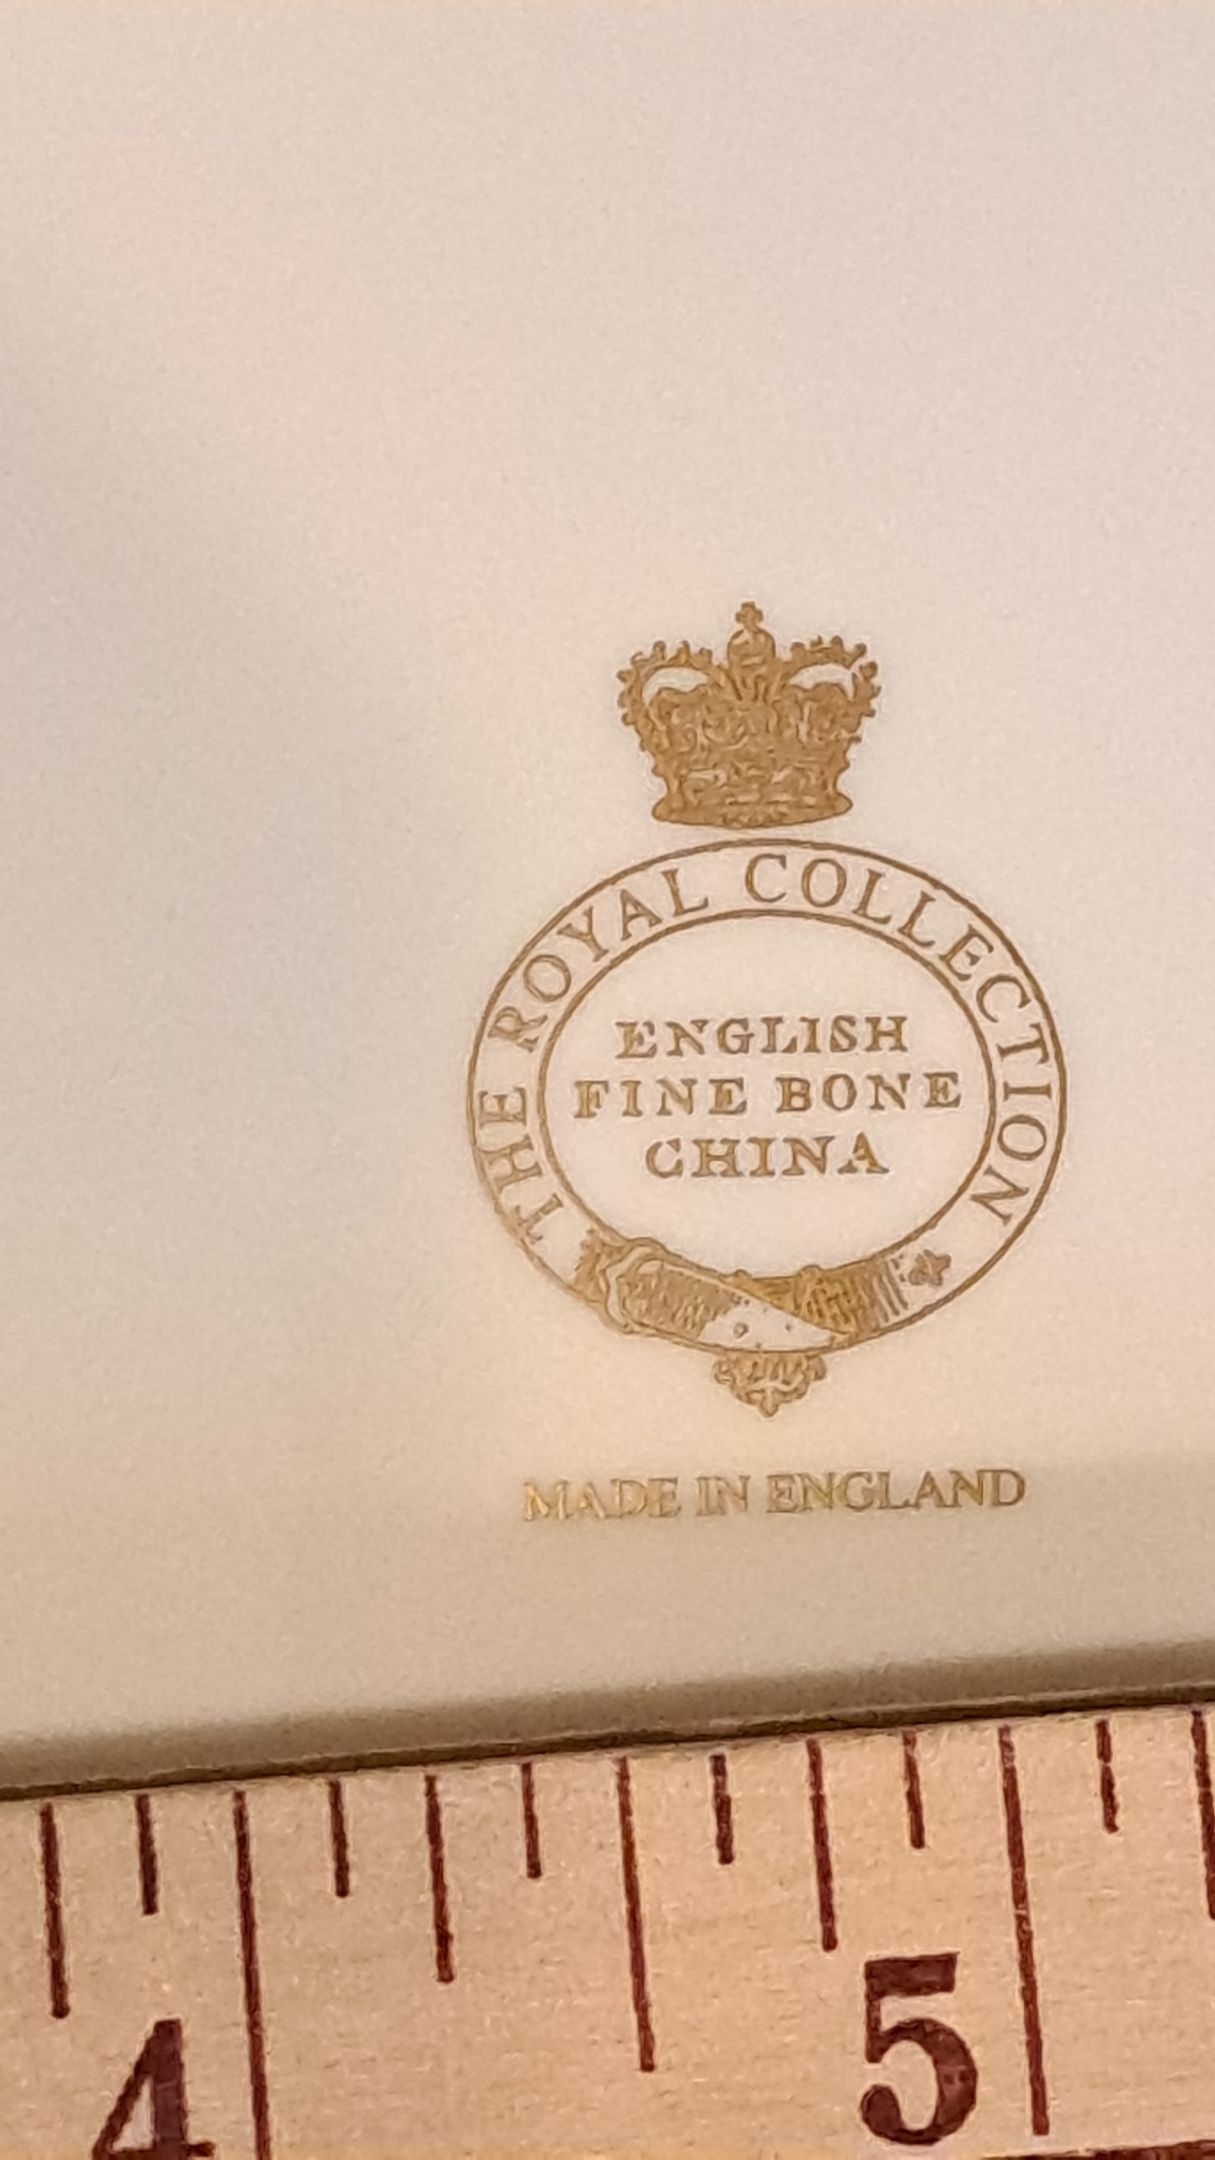 THE ROYAL COLLECTION
ENGLISH
FINE BONE
CHINA
MADE IN ENGLAND
4
5